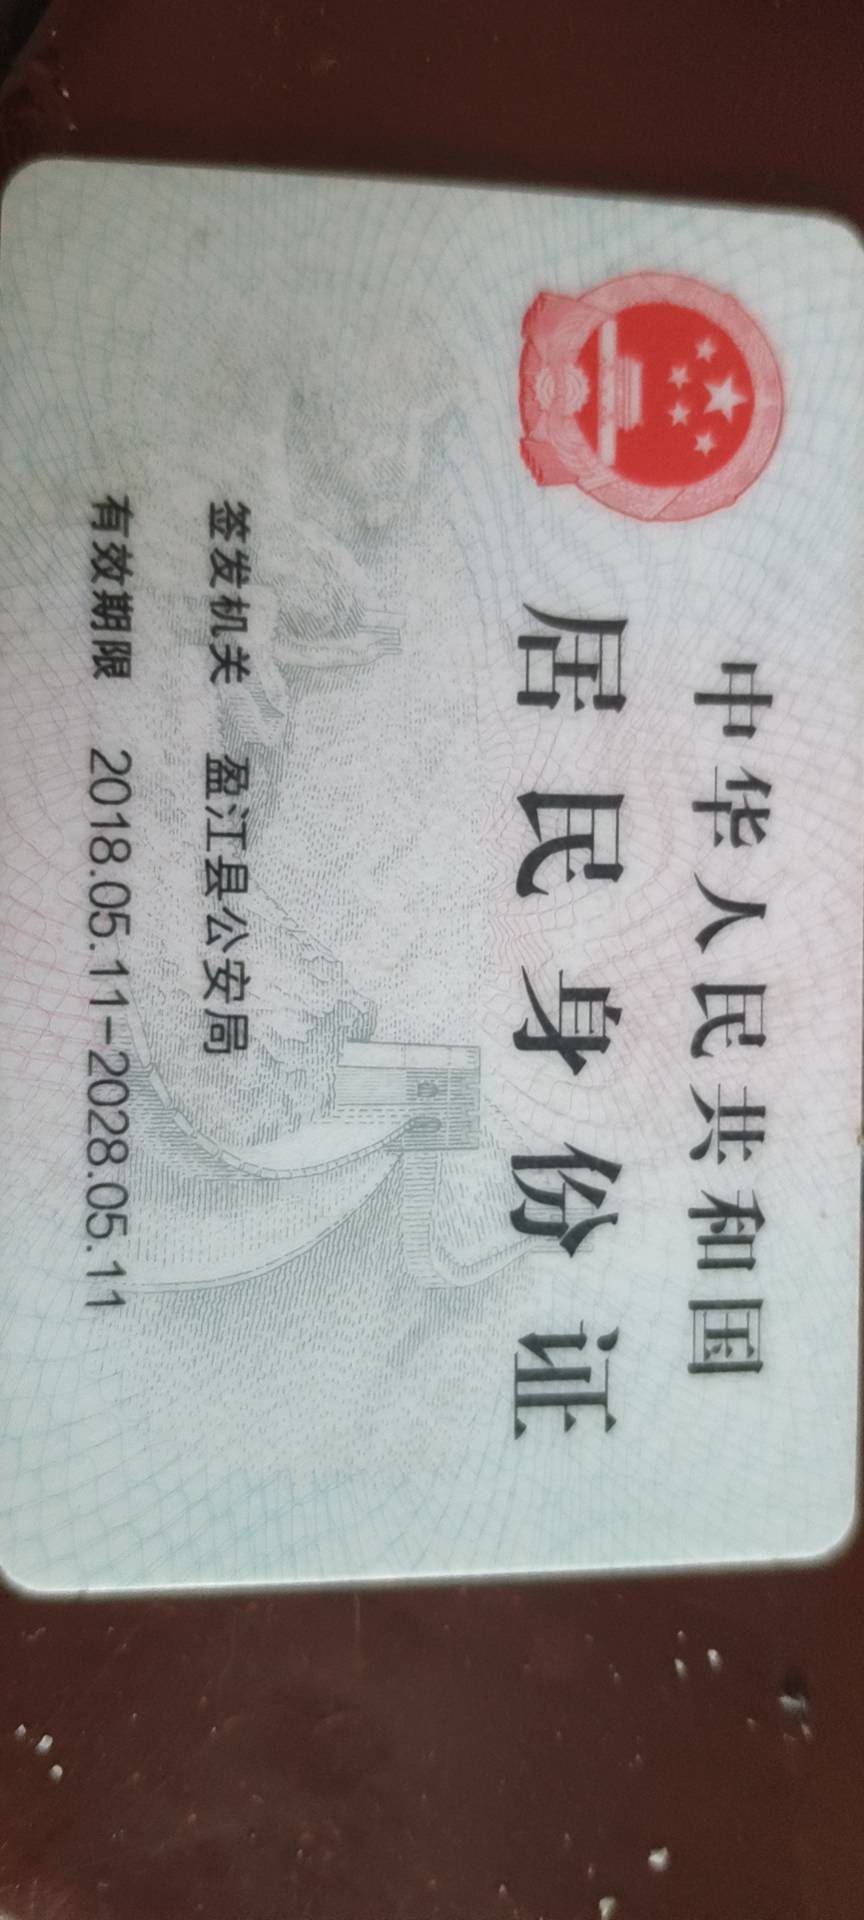 中华人民共和国
居民身份证
签发机关 盈江县公安局
有效期限 2018.05.11-2028.05.11